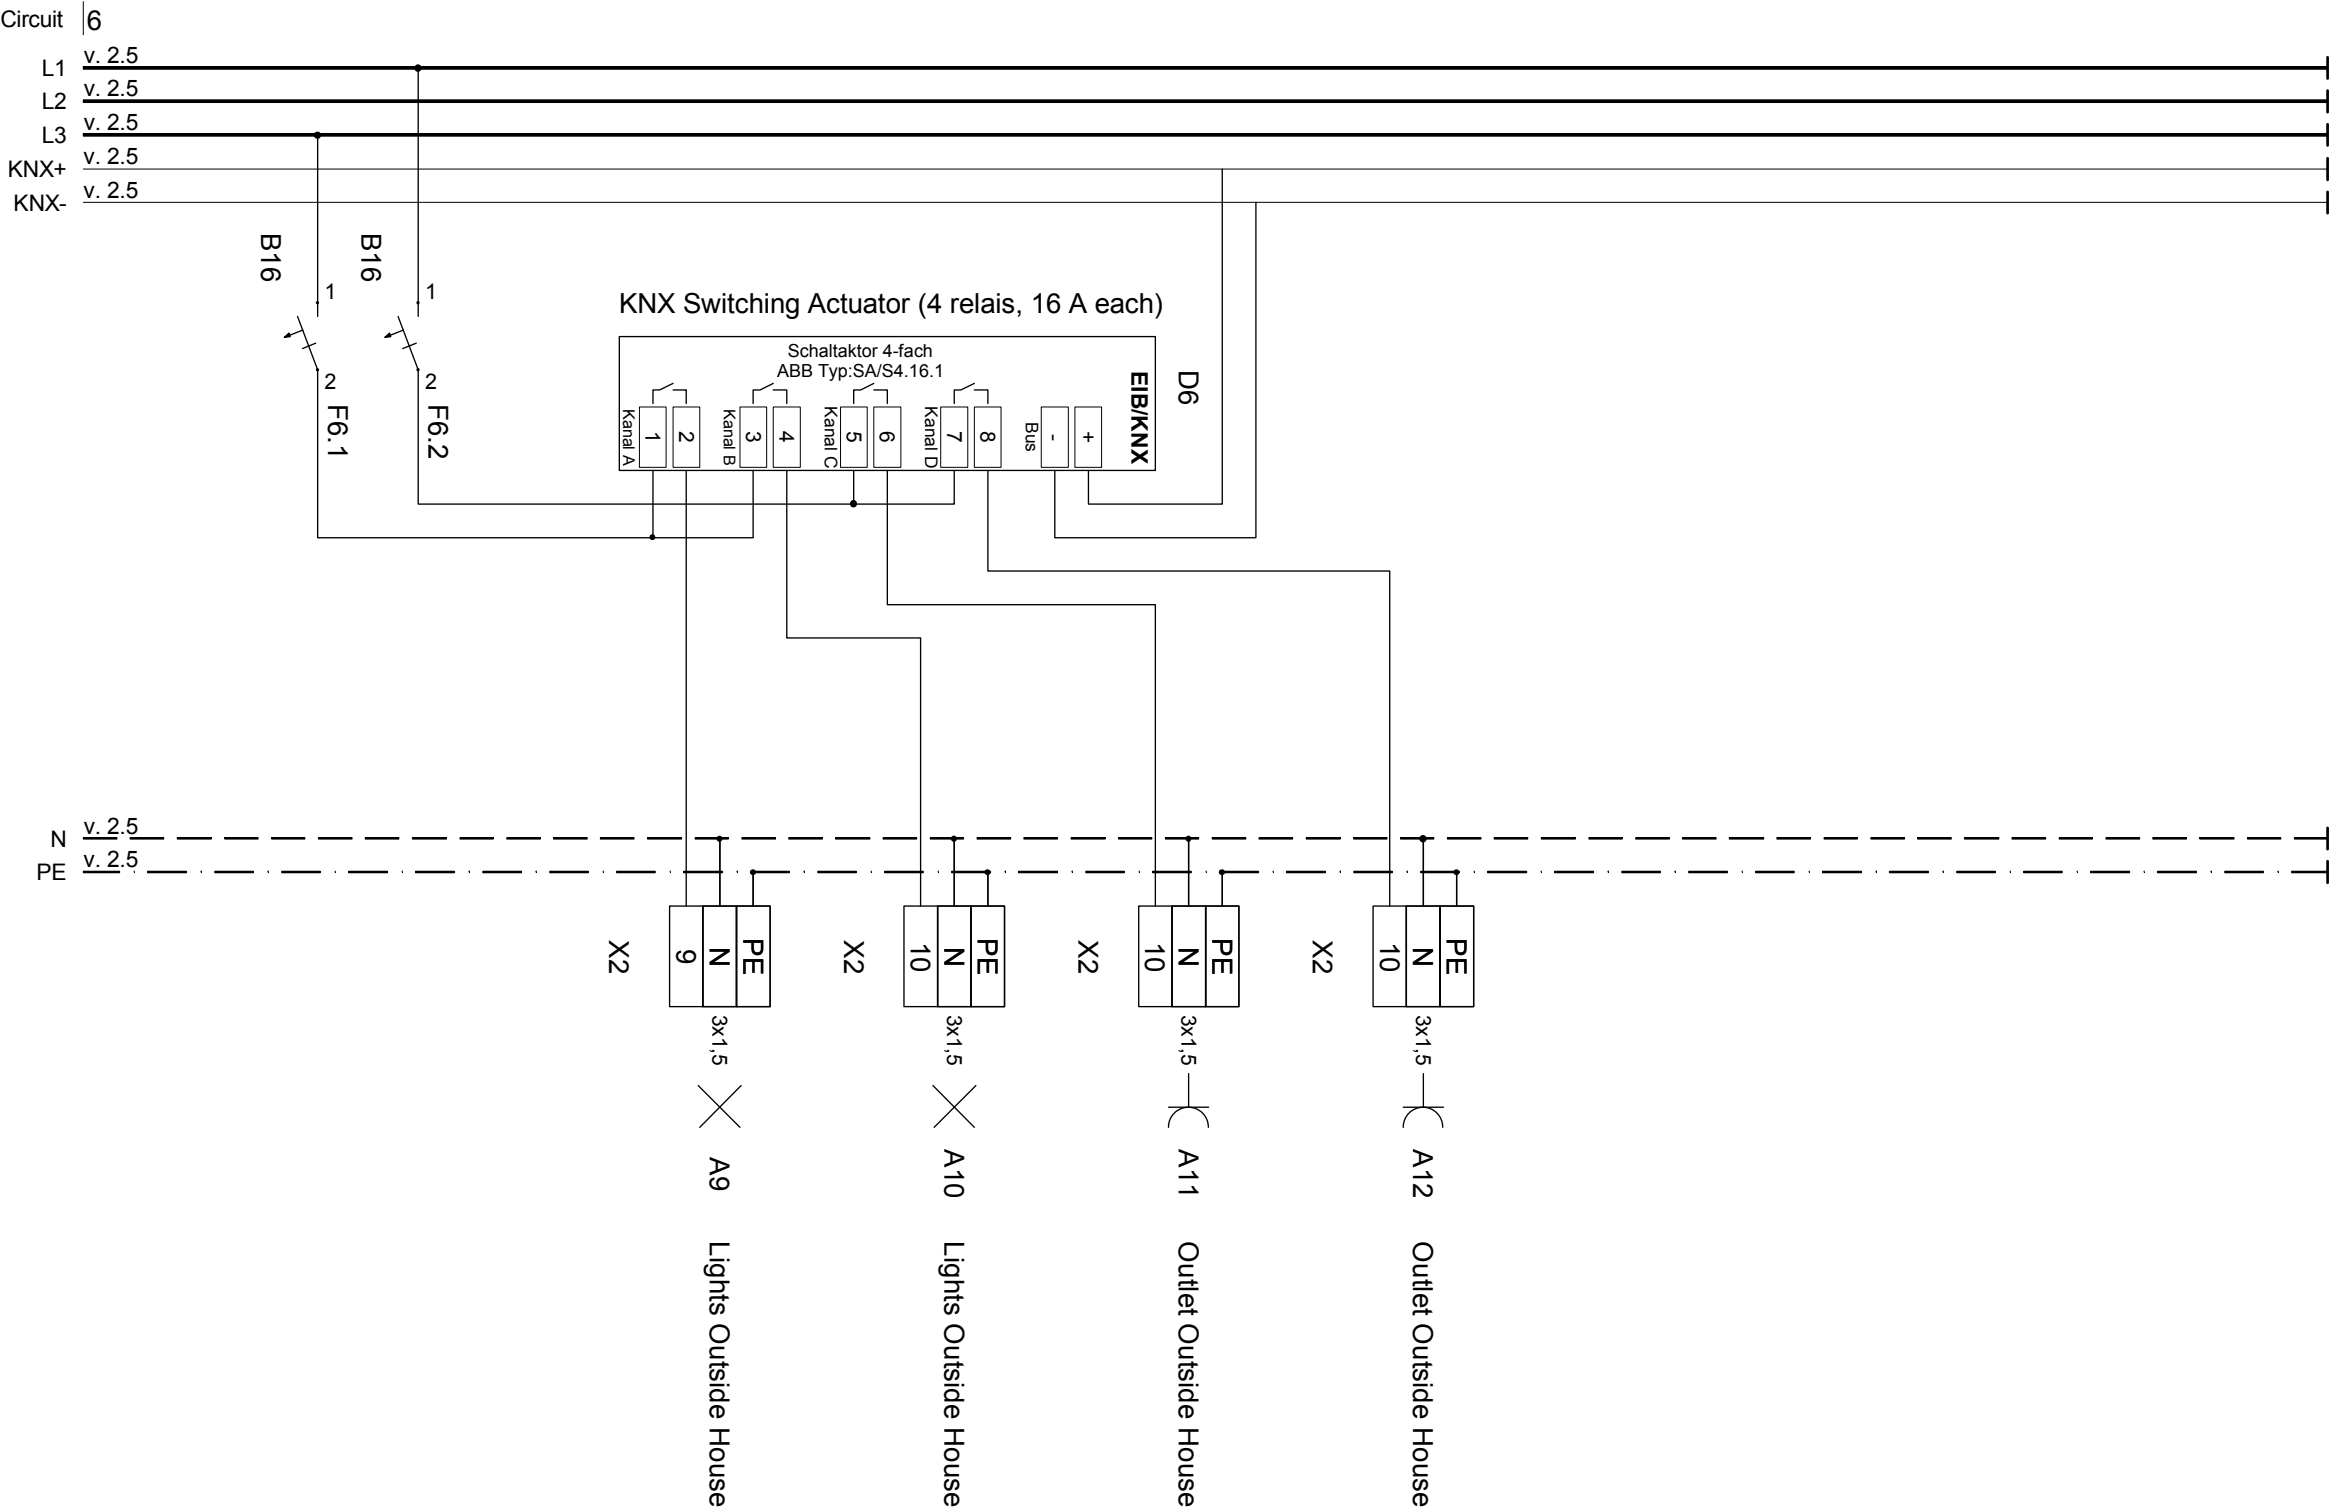 Circuit 6
L1 v. 2.5
L2 v. 2.5
L3 v. 2.5
KNX+ v. 2.5
KNX- v. 2.5
B16
B16
1
1
2
2
F6.1
F6.2
KNX Switching Actuator (4 relais, 16 A each)
Schaltaktor 4-fach
ABB Typ:SA/S4.16.1
EIB/KNX
D6
Kanal A
1
2
Kanal B
3
4
Kanal C
5
6
Kanal D
7
8
Bus
-
+
N v. 2.5
PE v. 2.5
X2
9
N
PE
X2
10
N
PE
X2
10
N
PE
X2
10
N
PE
3x1,5
3x1,5
3x1,5
3x1,5
A9 Lights Outside House
A10 Lights Outside House
A11 Outlet Outside House
A12 Outlet Outside House